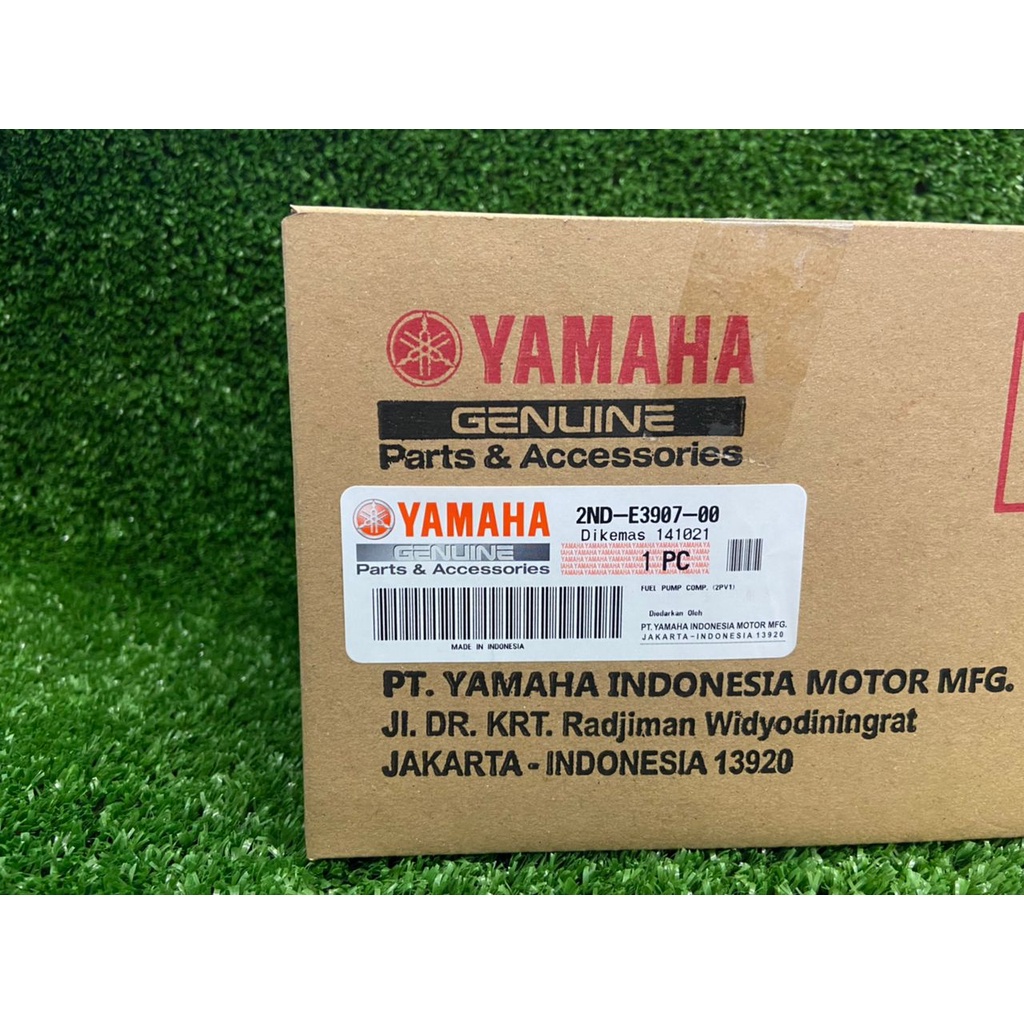 YAMAHA
GENUINE
Parts & Accessories
YAMAHA
GENUINE
Parts & Accessories
2ND-E3907-00
Dikemas 141021
1 PC
FUEL PUMP COMP. (2PV1)
Diedarkan Oleh
PT. YAMAHA INDONESIA MOTOR MFG.
JAKARTA-INDONESIA 13920
MADE IN INDONESIA
PT. YAMAHA INDONESIA MOTOR MFG.
Jl. DR. KRT. Radjiman Widyodiningrat
JAKARTA - INDONESIA 13920